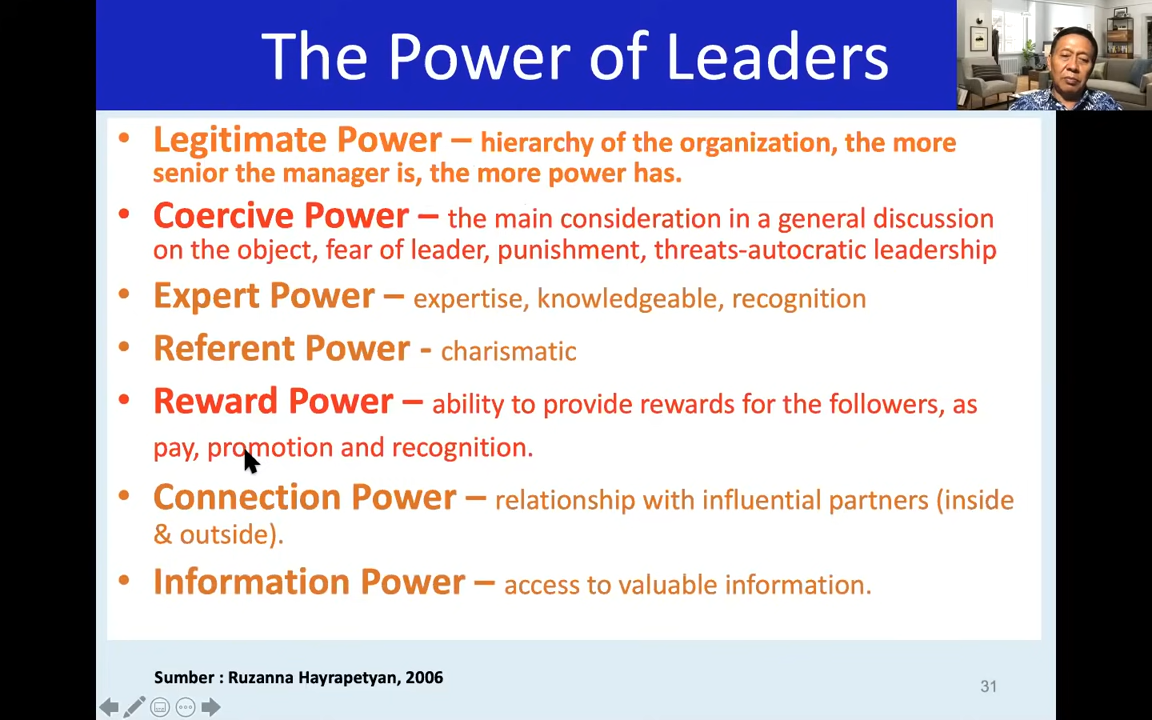 The Power of Leaders
• Legitimate Power – hierarchy of the organization, the more
senior the manager is, the more power has.
• Coercive Power – the main consideration in a general discussion
on the object, fear of leader, punishment, threats-autocratic leadership
• Expert Power – expertise, knowledgeable, recognition
• Referent Power - charismatic
• Reward Power – ability to provide rewards for the followers, as
pay, promotion and recognition.
• Connection Power – relationship with influential partners (inside
& outside).
• Information Power – access to valuable information.
Sumber : Ruzanna Hayrapetyan, 2006
31